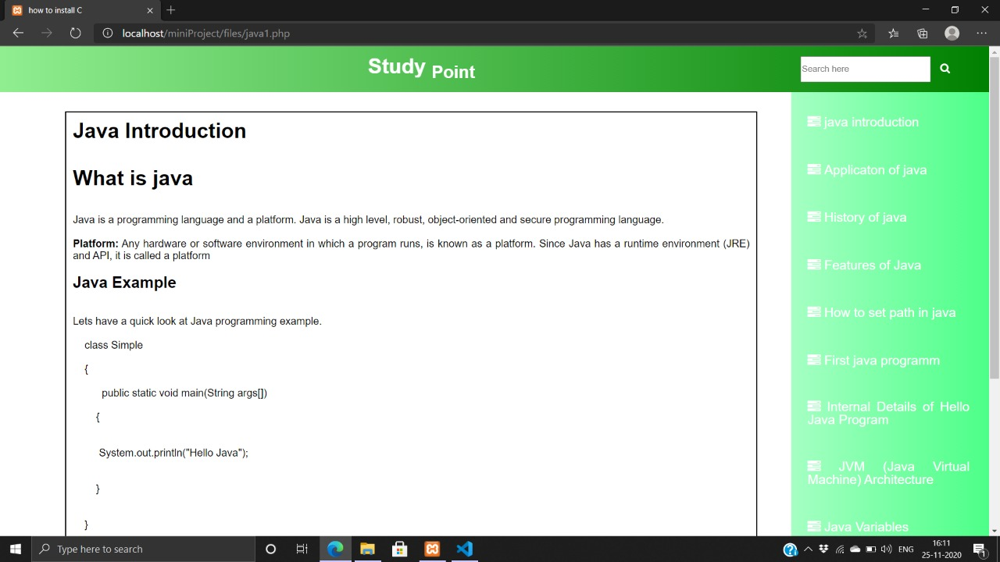 how to install C
localhost/miniProject/files/java1.php
Study Point
Search here
Java Introduction
What is java
Java is a programming language and a platform. Java is a high level, robust, object-oriented and secure programming language.
Platform: Any hardware or software environment in which a program runs, is known as a platform. Since Java has a runtime environment (JRE)
and API, it is called a platform
Java Example
Lets have a quick look at Java programming example.
class Simple
{
public static void main(String args[])
{
System.out.println("Hello Java");
}
}
java introduction
Applicaton of java
History of java
Features of Java
How to set path in java
First java programm
Internal Details of Hello
Java Program
JVM (Java Virtual
Machine) Architecture
Java Variables
Type here to search
ENG
16:11
25-11-2020
1